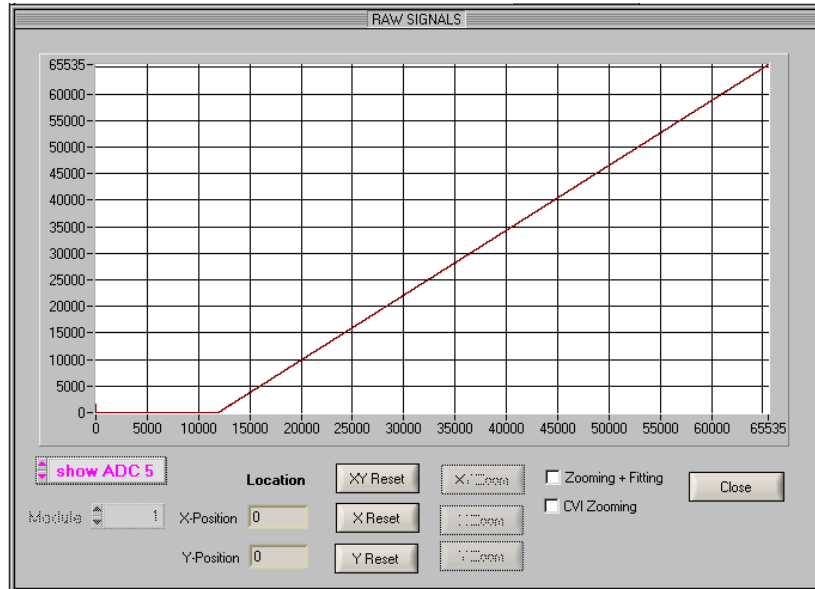 RAW SIGNALS
65535
60000
55000
50000
45000
40000
35000
30000
25000
20000
15000
10000
5000
0
0 5000 10000 15000 20000 25000 30000 35000 40000 45000 50000 55000 60000 65535
show ADC 5
Location
XY Reset
Zooming + Fitting
Close
Module 1
X-Position 0
X Reset
CVI Zooming
Y-Position 0
Y Reset